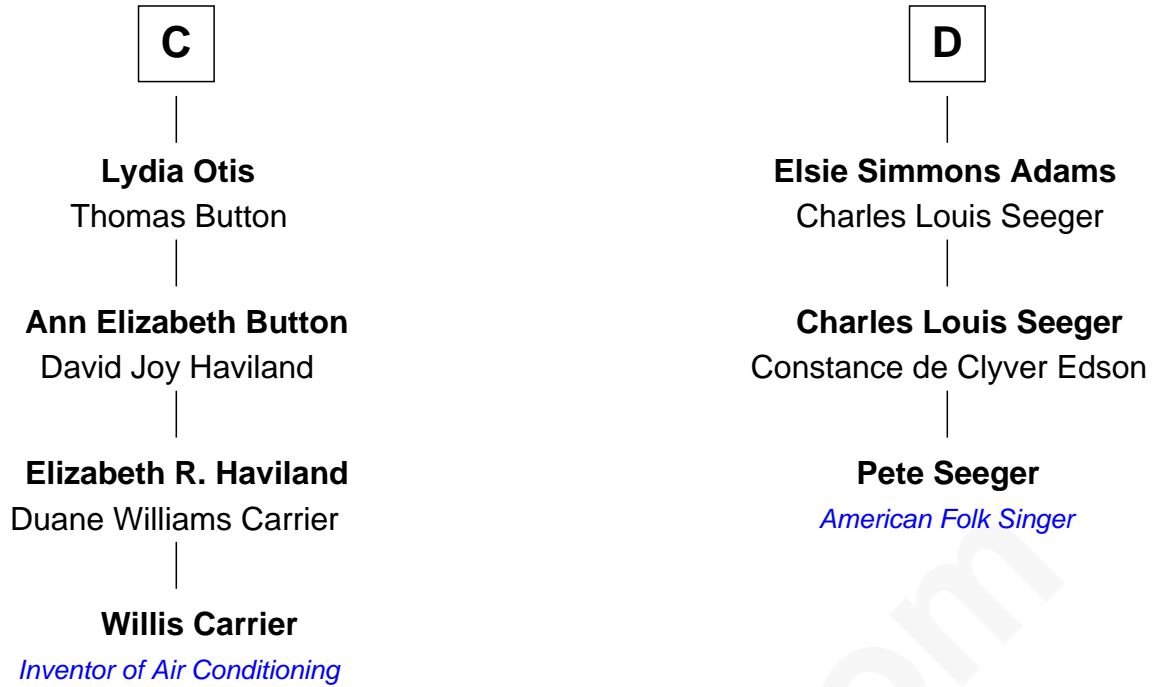 C
Lydia Otis
Thomas Button
Ann Elizabeth Button
David Joy Haviland
Elizabeth R. Haviland
Duane Williams Carrier
Willis Carrier
Inventor of Air Conditioning
D
Elsie Simmons Adams
Charles Louis Seeger
Charles Louis Seeger
Constance de Clyver Edson
Pete Seeger
American Folk Singer
om